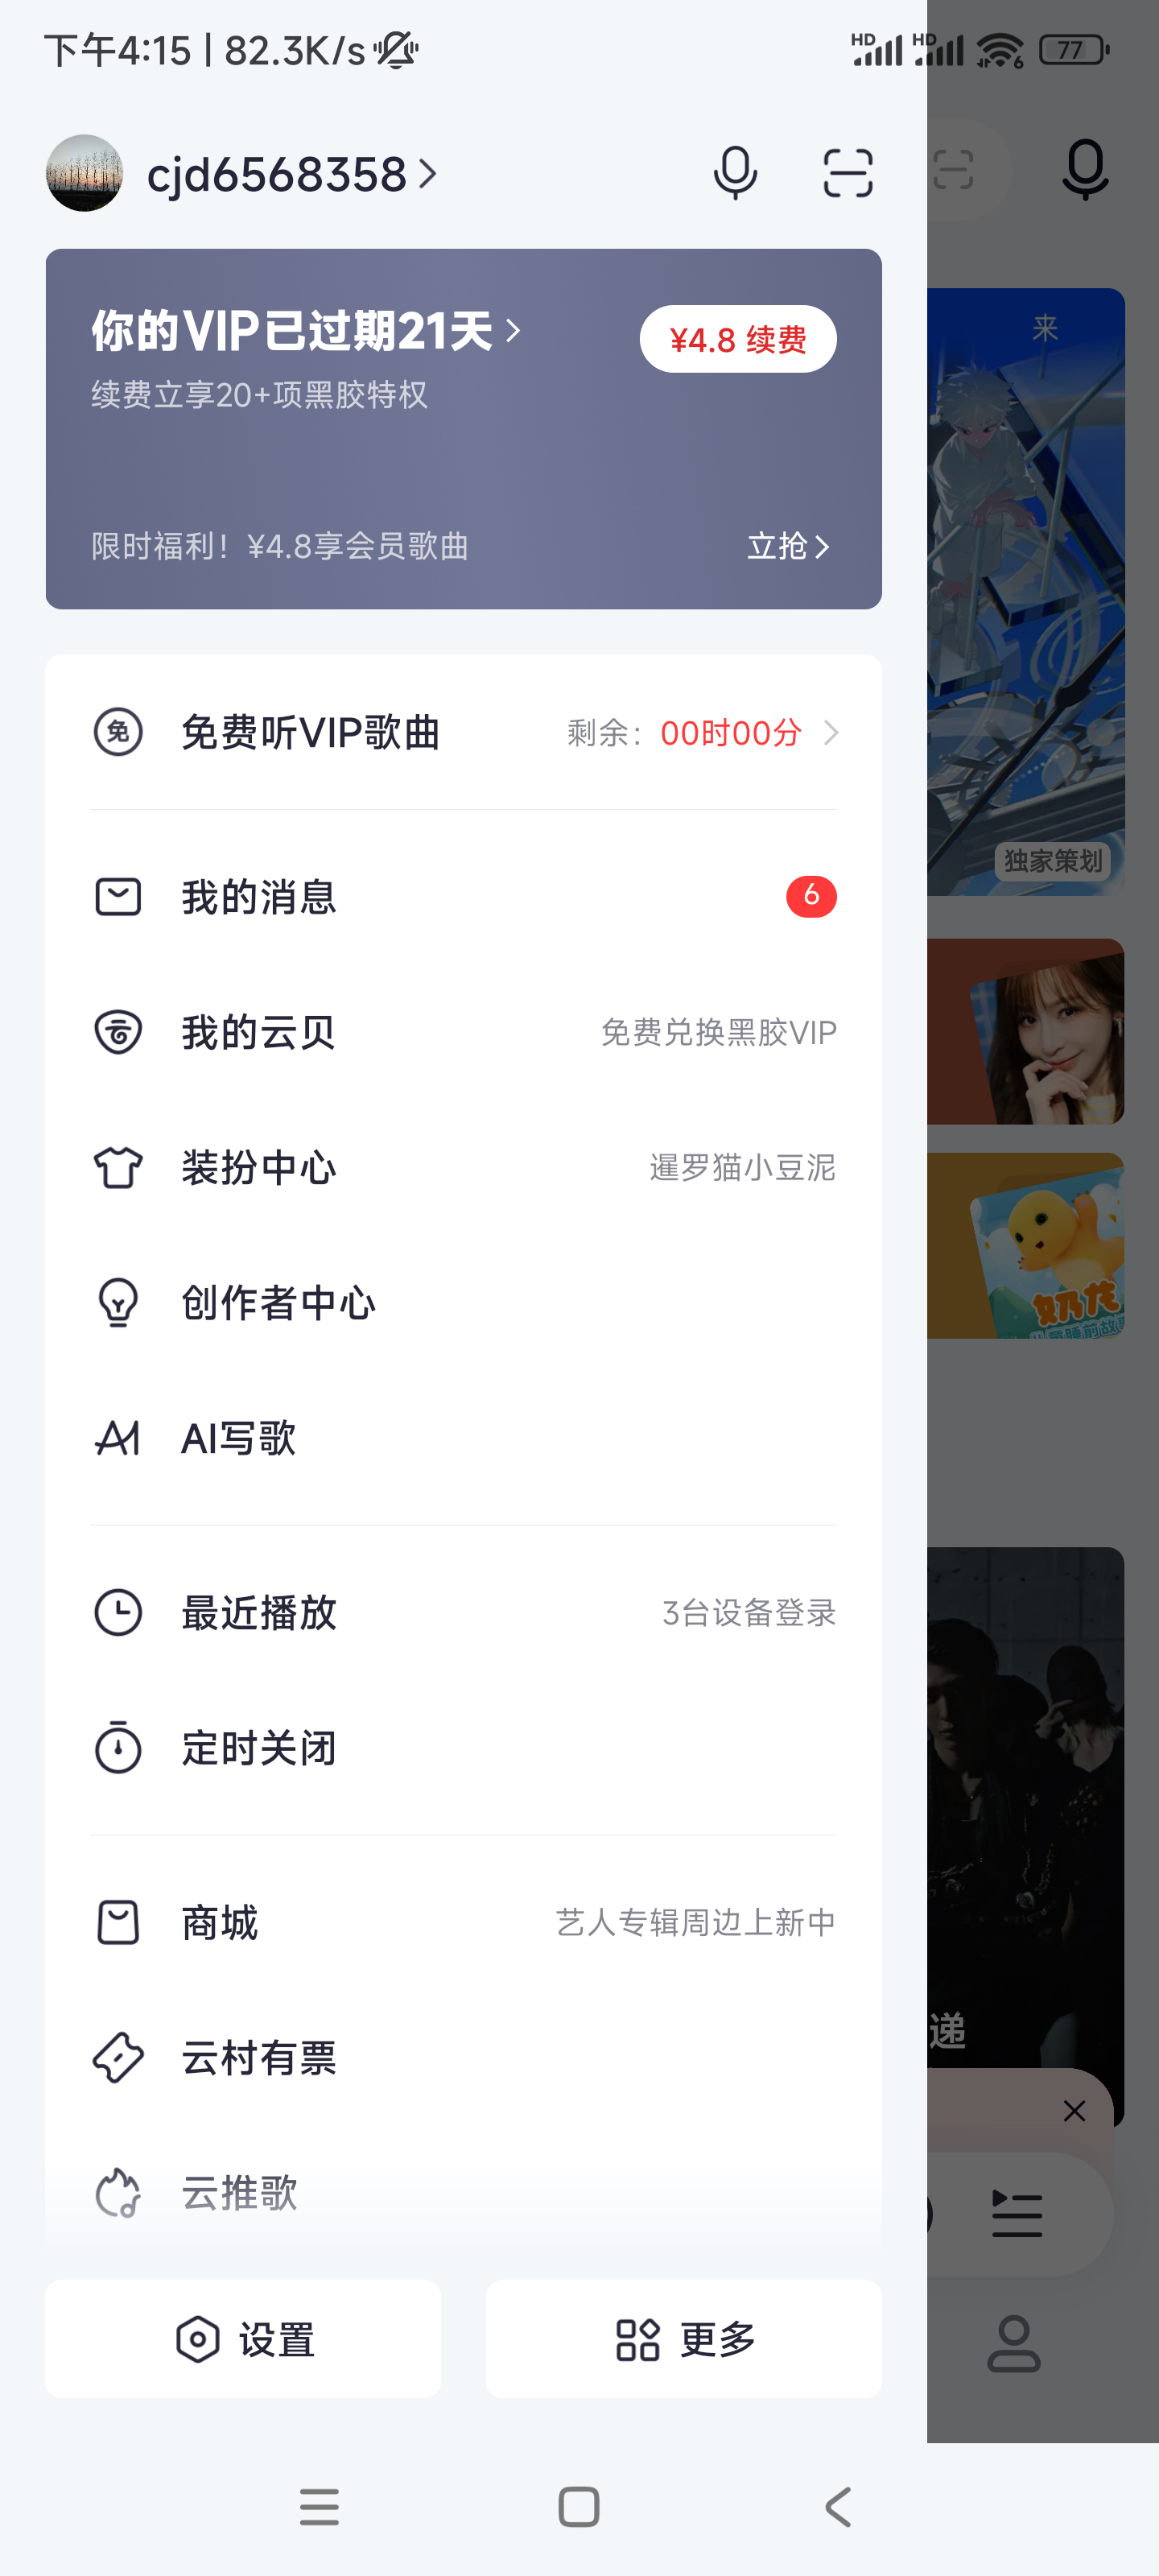 下午4:15 | 82.3K/s
HD HD 6 77
cjd6568358
你的VIP已过期21天
¥4.8 续费
续费立享20+项黑胶特权
限时福利！¥4.8享会员歌曲
立抢
来
免 免费听VIP歌曲
剩余：00时00分
独家策划
我的消息
6
我的云贝
免费兑换黑胶VIP
装扮中心
暹罗猫小豆泥
奶龙
创作者中心
AI写歌
最近播放
3台设备登录
定时关闭
商城
艺人专辑周边上新中
递
云村有票
云推歌
设置
更多